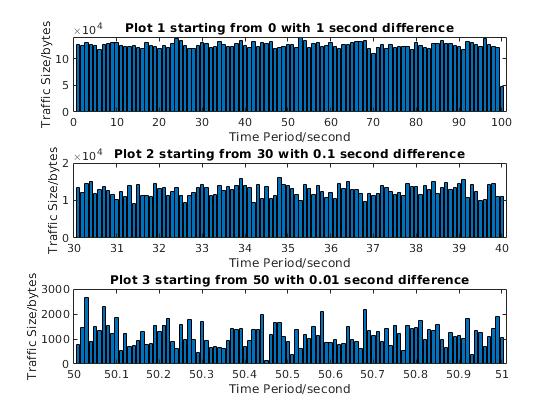 Plot 1 starting from 0 with 1 second difference
×10⁴
Traffic Size/bytes
10
5
0
0 10 20 30 40 50 60 70 80 90 100
Time Period/second
Plot 2 starting from 30 with 0.1 second difference
×10⁴
Traffic Size/bytes
2
1
0
30 31 32 33 34 35 36 37 38 39 40
Time Period/second
Plot 3 starting from 50 with 0.01 second difference
Traffic Size/bytes
3000
2000
1000
0
50 50.1 50.2 50.3 50.4 50.5 50.6 50.7 50.8 50.9 51
Time Period/second